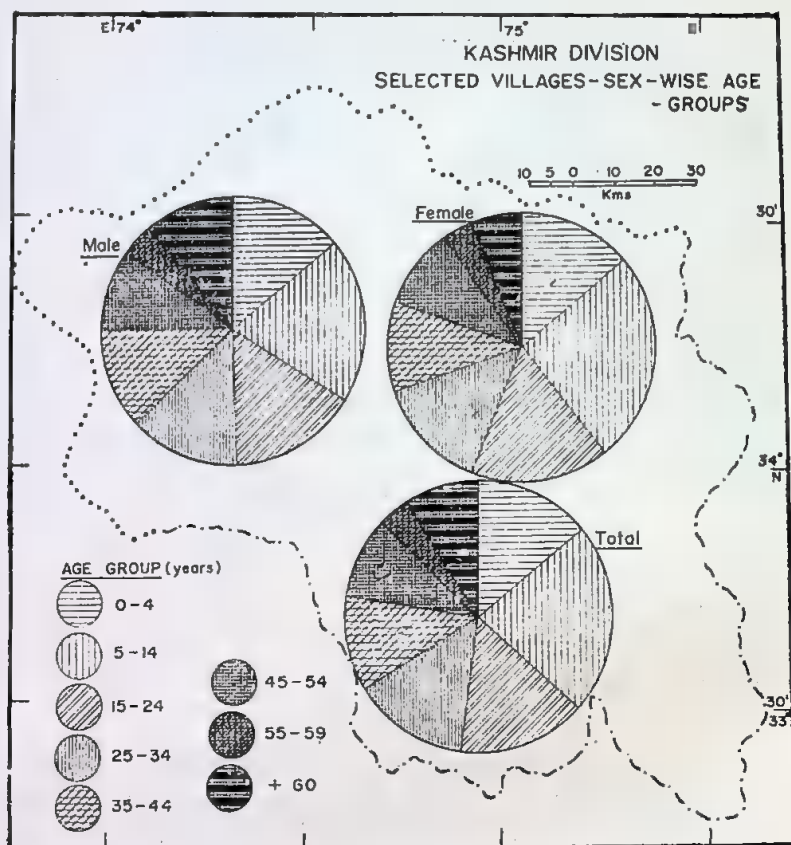 E 74°
75°
KASHMIR DIVISION
SELECTED VILLAGES-SEX-WISE AGE
- GROUPS
10 5 0 10 20 30
Kms
30'
Male
Female
34°
N
Total
AGE GROUP (years)
0-4
5-14
15-24
25-34
35-44
45-54
55-59
+ 60
30'
33°